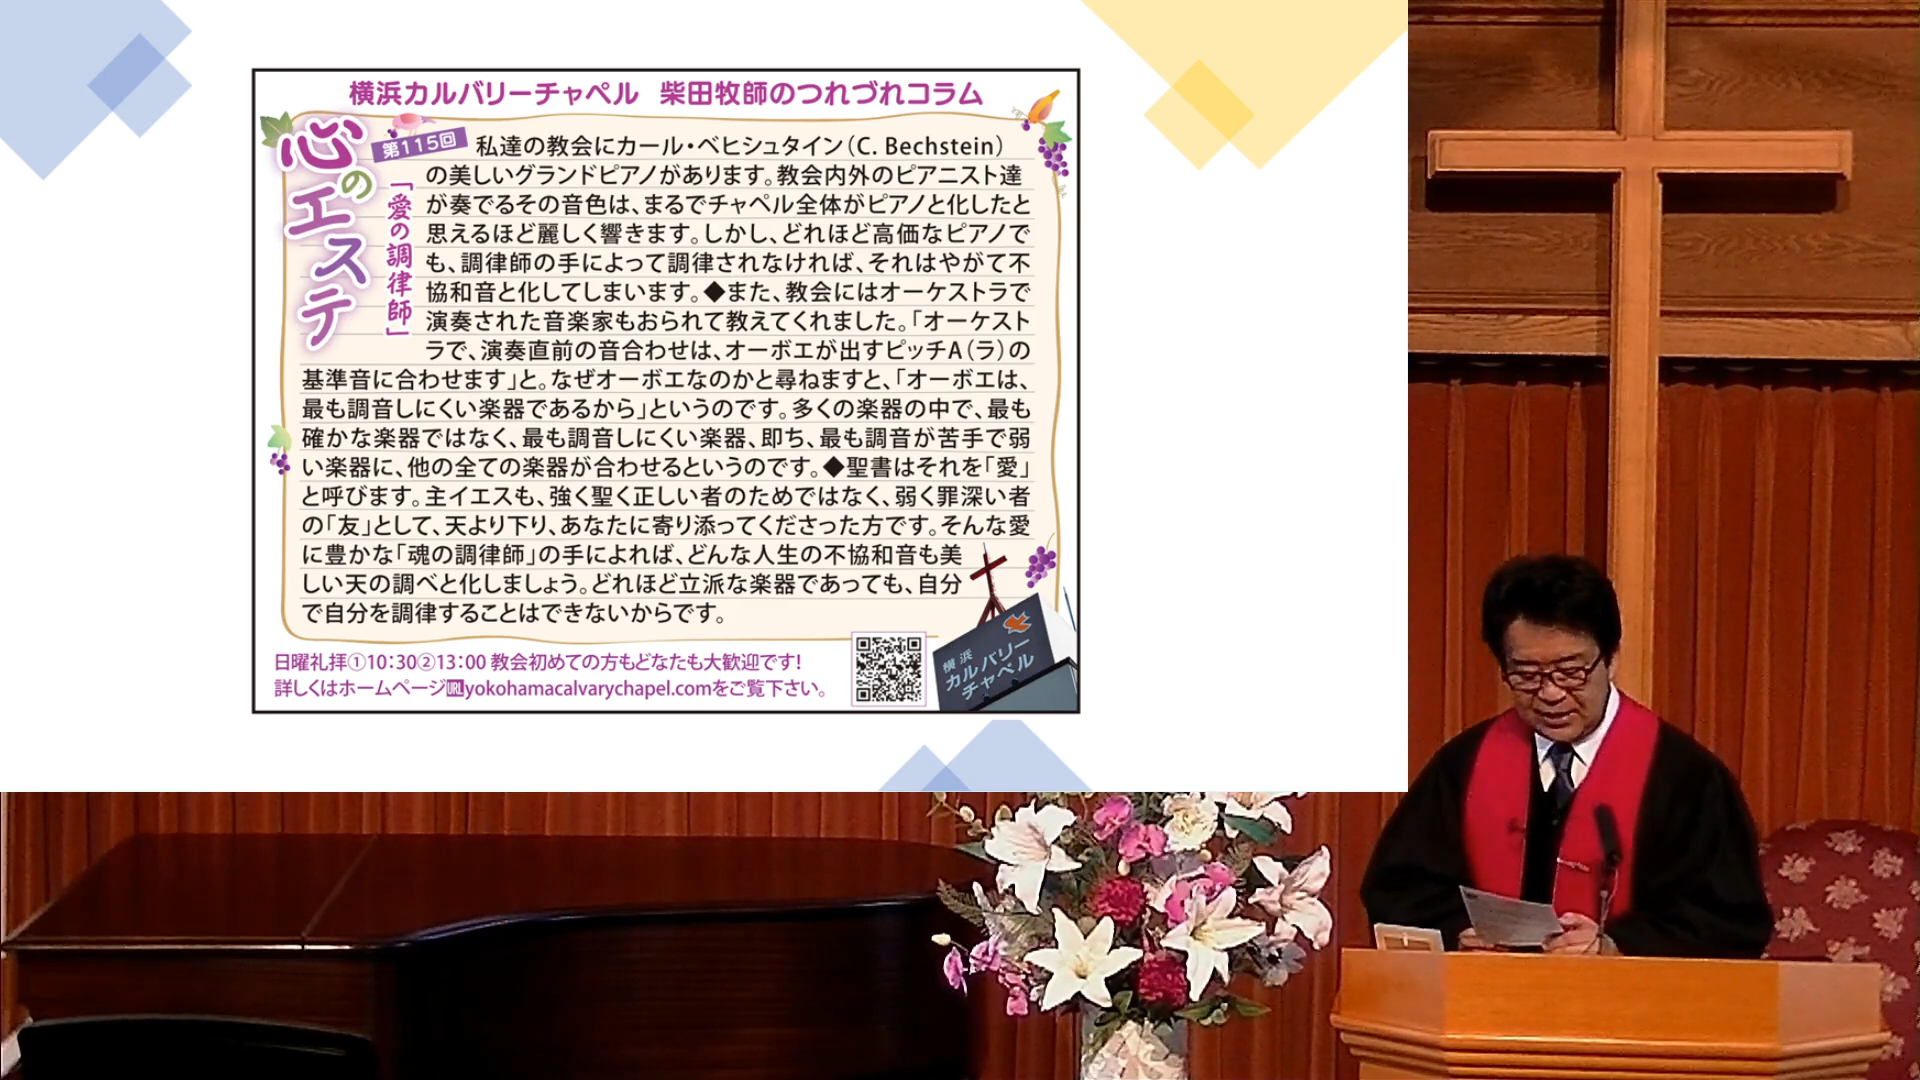 横浜カルバリーチャペル 柴田牧師のつれづれコラム
心のエステ
第115回
「愛の調律師」
私達の教会にカール・ベヒシュタイン(C. Bechstein)
の美しいグランドピアノがあります。教会内外のピアニスト達
が奏でるその音色は、まるでチャペル全体がピアノと化したと
思えるほど麗しく響きます。しかし、どれほど高価なピアノで
も、調律師の手によって調律されなければ、それはやがて不
協和音と化してしまいます。◆また、教会にはオーケストラで
演奏された音楽家もおられて教えてくれました。「オーケスト
ラで、演奏直前の音合わせは、オーボエが出すピッチA(ラ)の
基準音に合わせます」と。なぜオーボエなのかと尋ねますと、「オーボエは、
最も調音しにくい楽器であるから」というのです。多くの楽器の中で、最も
確かな楽器ではなく、最も調音しにくい楽器、即ち、最も調音が苦手で弱
い楽器に、他の全ての楽器が合わせるというのです。◆聖書はそれを「愛」
と呼びます。主イエスも、強く聖く正しい者のためではなく、弱く罪深い者
の「友」として、天より下り、あなたに寄り添ってくださった方です。そんな愛
に豊かな「魂の調律師」の手によれば、どんな人生の不協和音も美
しい天の調べと化しましょう。どれほど立派な楽器であっても、自分
で自分を調律することはできないからです。
日曜礼拝①10:30②13:00 教会初めての方もどなたも大歓迎です!
詳しくはホームページURLyokohamacalvarychapel.comをご覧下さい。
横浜
カルバリー
チャペル